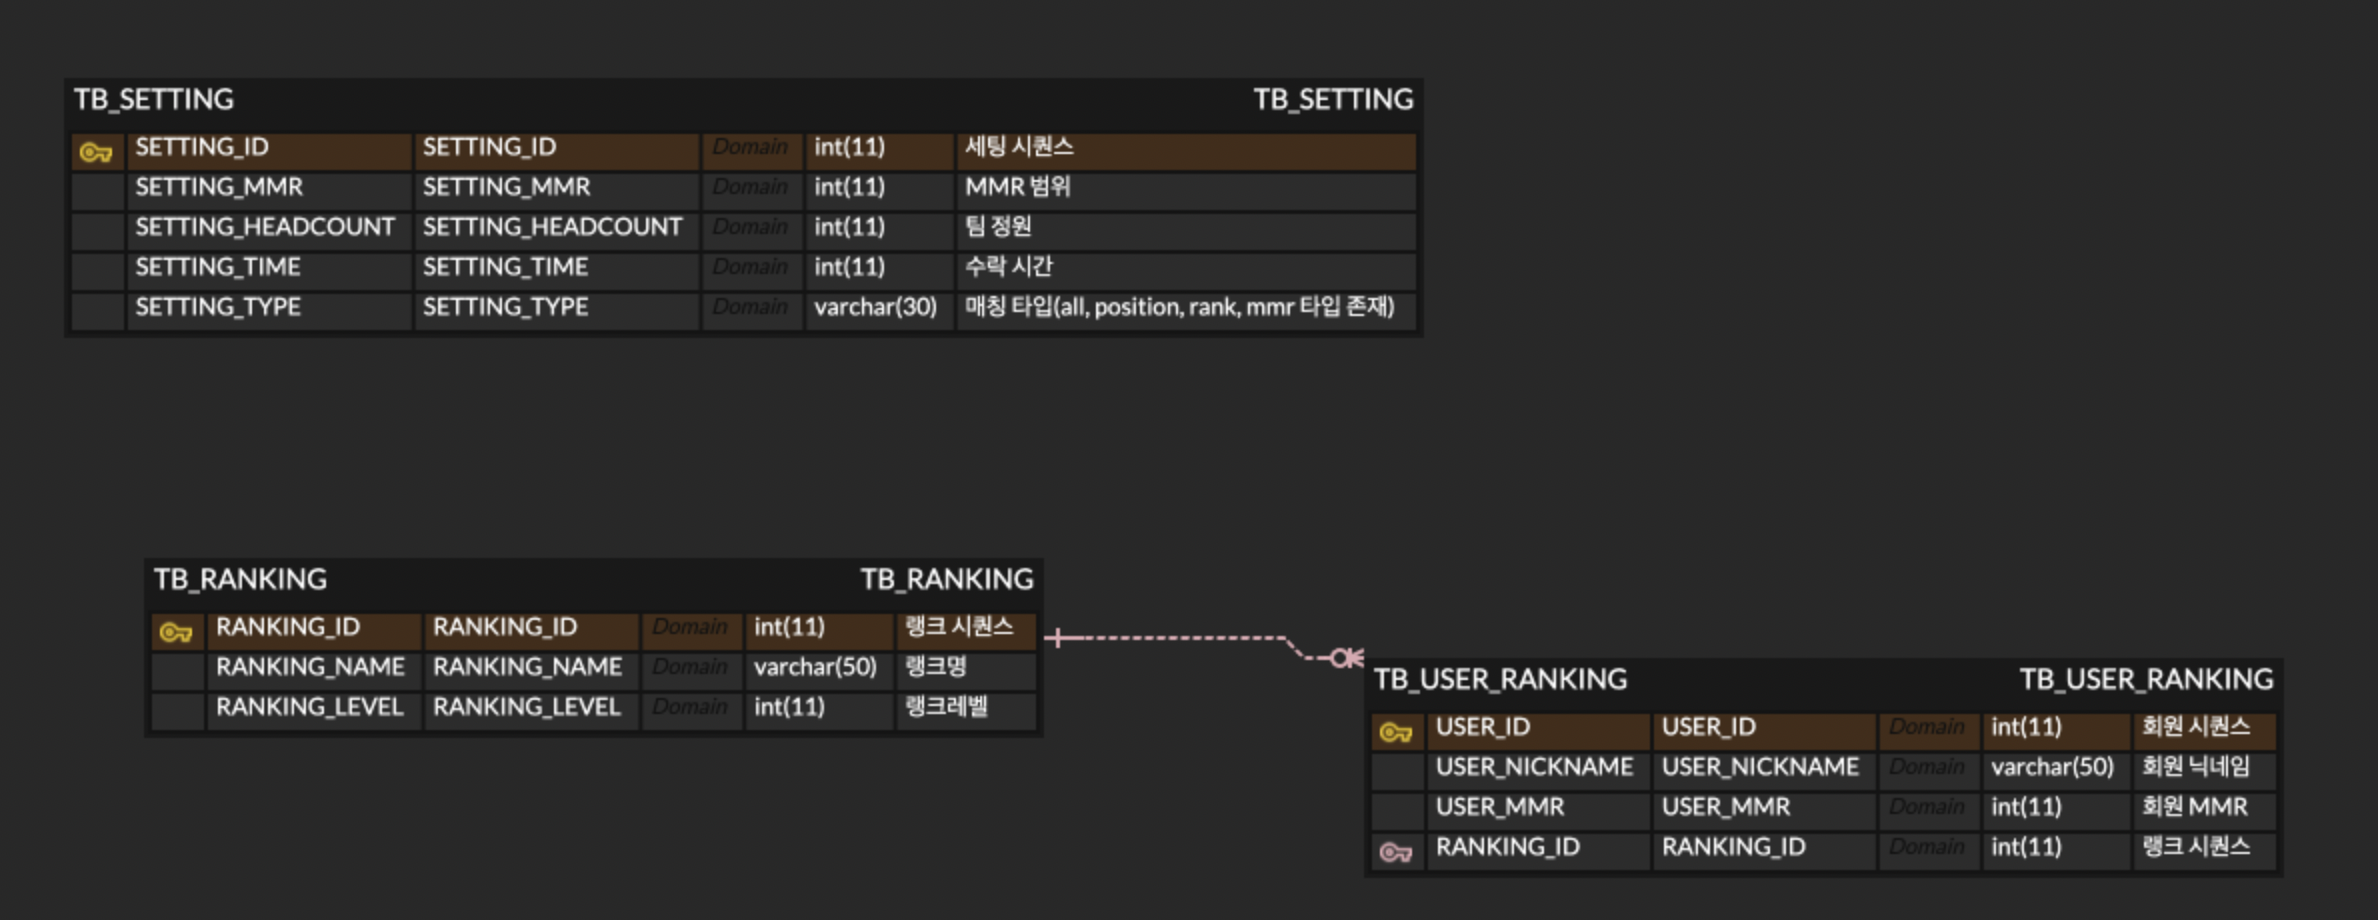 TB_SETTING TB_SETTING
SETTING_ID SETTING_ID Domain int(11) 세팅 시퀀스
SETTING_MMR SETTING_MMR Domain int(11) MMR 범위
SETTING_HEADCOUNT SETTING_HEADCOUNT Domain int(11) 팀 정원
SETTING_TIME SETTING_TIME Domain int(11) 수락 시간
SETTING_TYPE SETTING_TYPE Domain varchar(30) 매칭 타입(all, position, rank, mmr 타입 존재)
TB_RANKING TB_RANKING
RANKING_ID RANKING_ID Domain int(11) 랭크 시퀀스
RANKING_NAME RANKING_NAME Domain varchar(50) 랭크명
RANKING_LEVEL RANKING_LEVEL Domain int(11) 랭크레벨
TB_USER_RANKING TB_USER_RANKING
USER_ID USER_ID Domain int(11) 회원 시퀀스
USER_NICKNAME USER_NICKNAME Domain varchar(50) 회원 닉네임
USER_MMR USER_MMR Domain int(11) 회원 MMR
RANKING_ID RANKING_ID Domain int(11) 랭크 시퀀스